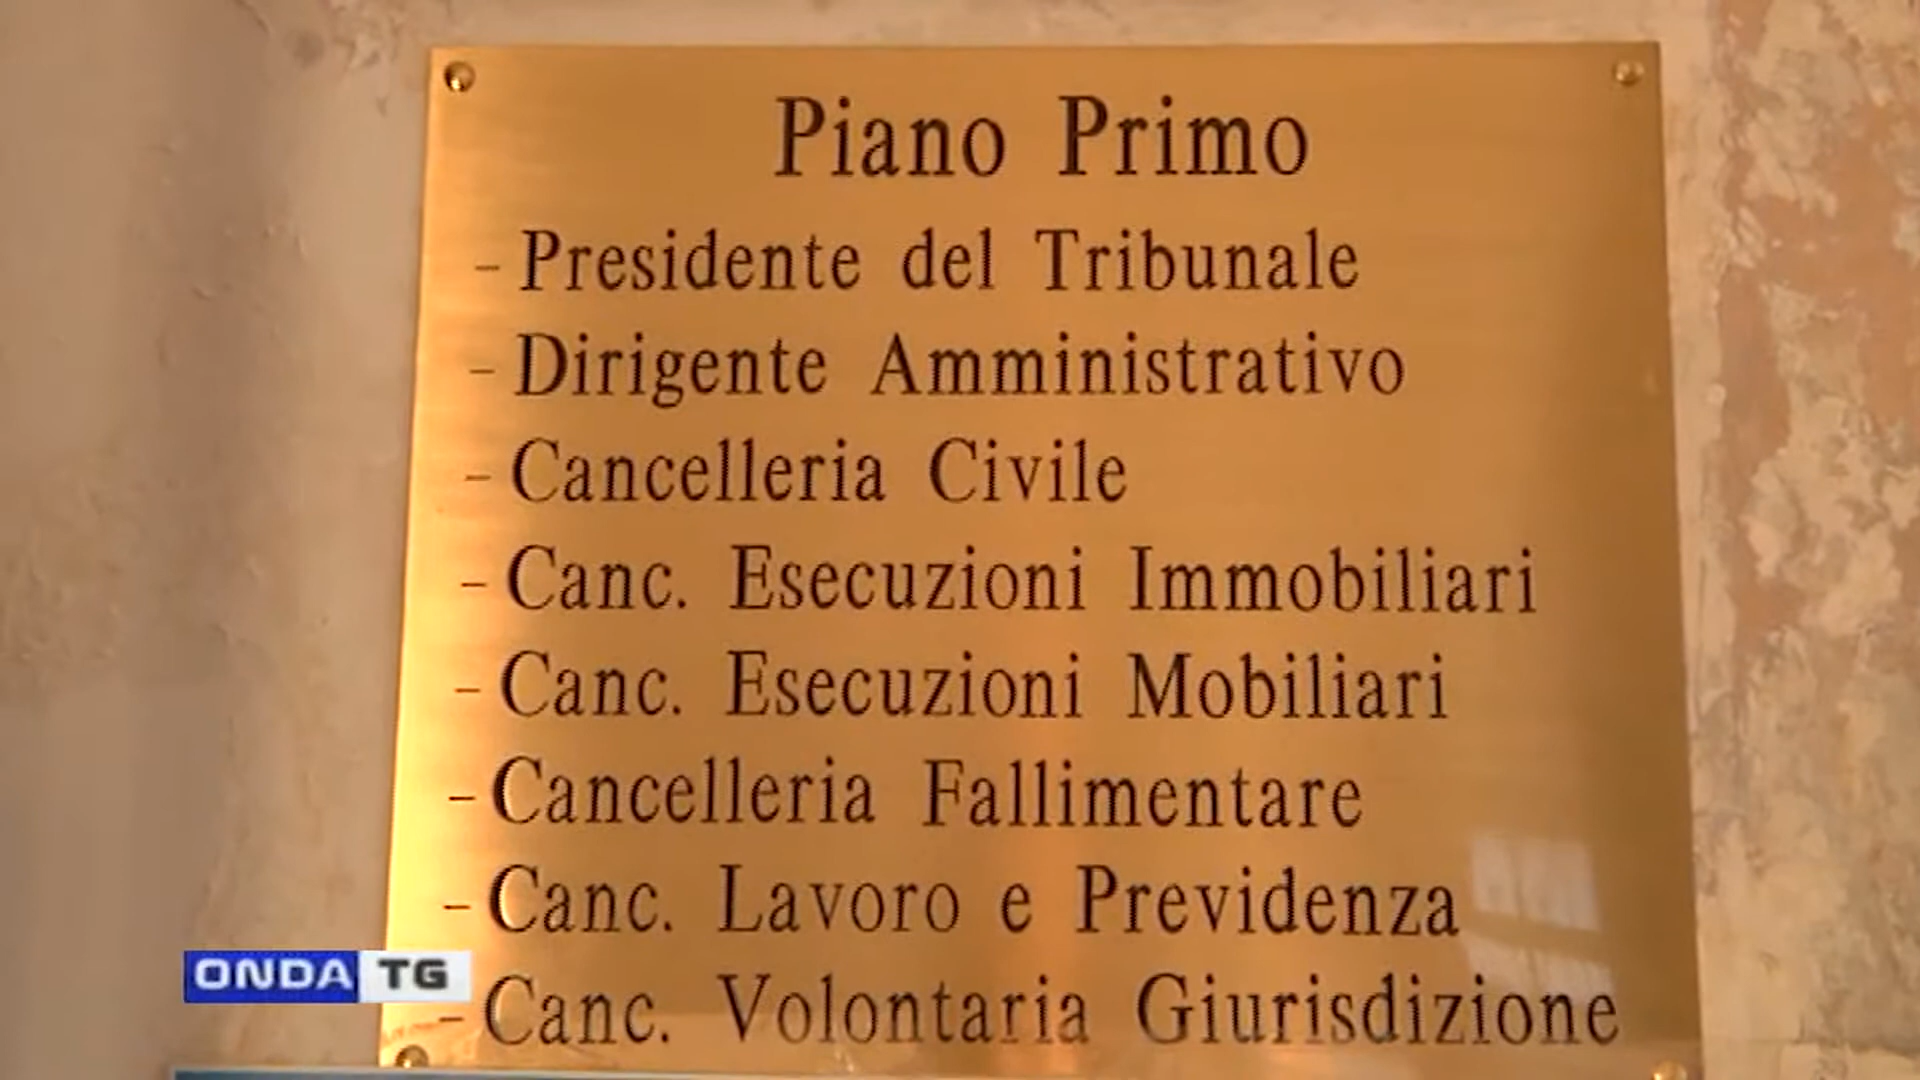 Piano Primo
- Presidente del Tribunale
- Dirigente Amministrativo
- Cancelleria Civile
- Canc. Esecuzioni Immobiliari
- Canc. Esecuzioni Mobiliari
- Cancelleria Fallimentare
- Canc. Lavoro e Previdenza
ONDA TG
- Canc. Volontaria Giurisdizione